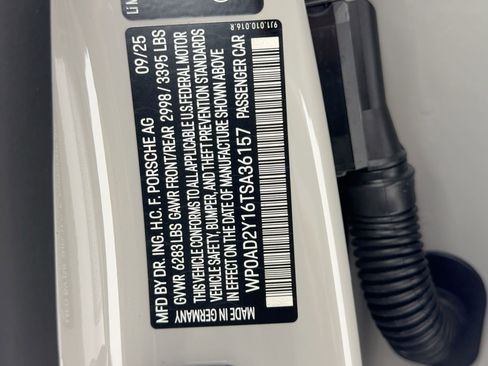 9J1.010.016.R
09/25
MFD BY DR. ING. H.C. F. PORSCHE AG
GVWR 6283 LBS GAWR FRONT/REAR 2998 / 3395 LBS
THIS VEHICLE CONFORMS TO ALL APPLICABLE U.S. FEDERAL MOTOR
VEHICLE SAFETY, BUMPER, AND THEFT PREVENTION STANDARDS
IN EFFECT ON THE DATE OF MANUFACTURE SHOWN ABOVE
WP0AD2Y16TSA36157 PASSENGER CAR
MADE IN GERMANY